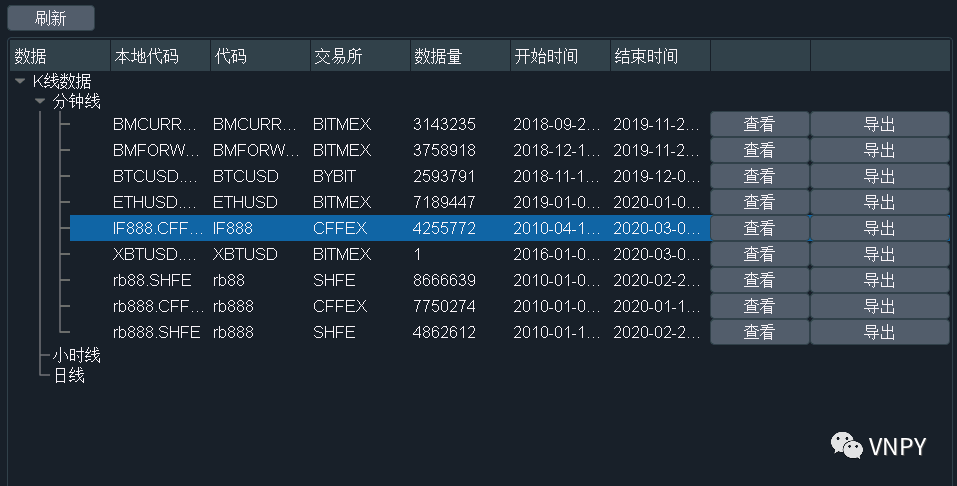 刷新
数据 本地代码 代码 交易所 数据量 开始时间 结束时间
K线数据
分钟线
BMCURR... BMCURR... BITMEX 3143235 2018-09-2... 2019-11-2... 查看 导出
BMFORW... BMFORW... BITMEX 3758918 2018-12-1... 2019-11-2... 查看 导出
BTCUSD.... BTCUSD BYBIT 2593791 2018-11-1... 2019-12-0... 查看 导出
ETHUSD.... ETHUSD BITMEX 7189447 2019-01-0... 2020-01-0... 查看 导出
IF888.CFF... IF888 CFFEX 4255772 2010-04-1... 2020-03-0... 查看 导出
XBTUSD.... XBTUSD BITMEX 1 2016-01-0... 2020-03-0... 查看 导出
rb88.SHFE rb88 SHFE 8666639 2010-01-0... 2020-02-2... 查看 导出
rb888.CFF... rb888 CFFEX 7750274 2010-01-0... 2020-01-1... 查看 导出
rb888.SHFE rb888 SHFE 4862612 2010-01-1... 2020-02-2... 查看 导出
小时线
日线
VNPY